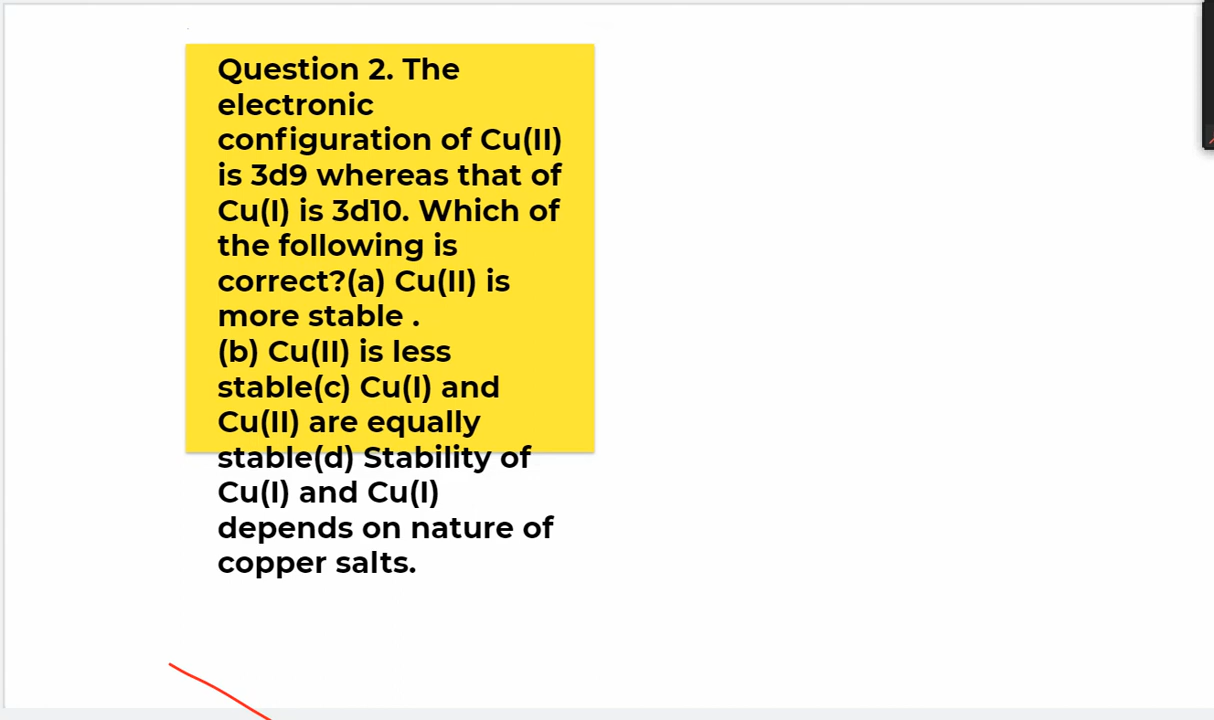 Question 2. The
electronic
configuration of Cu(II)
is 3d9 whereas that of
Cu(I) is 3d10. Which of
the following is
correct?(a) Cu(II) is
more stable .
(b) Cu(II) is less
stable(c) Cu(I) and
Cu(II) are equally
stable(d) Stability of
Cu(I) and Cu(I)
depends on nature of
copper salts.